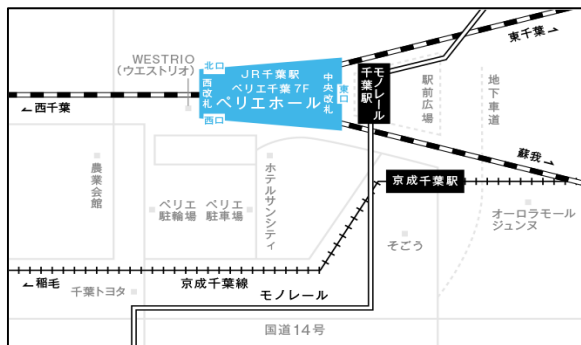 WESTRIO
(ウエストリオ)
北口
JR千葉駅
ペリエ千葉7F
ペリエホール
西改札
中央改札
東口
西口
モノレール
千葉駅
東千葉→
駅前広場
地下車道
←西千葉
蘇我→
農業会館
ペリエ
駐輪場
ペリエ
駐車場
ホテルサンシティ
京成千葉駅
そごう
オーロラモール
ジュンヌ
←稲毛
京成千葉線
千葉トヨタ
モノレール
国道14号